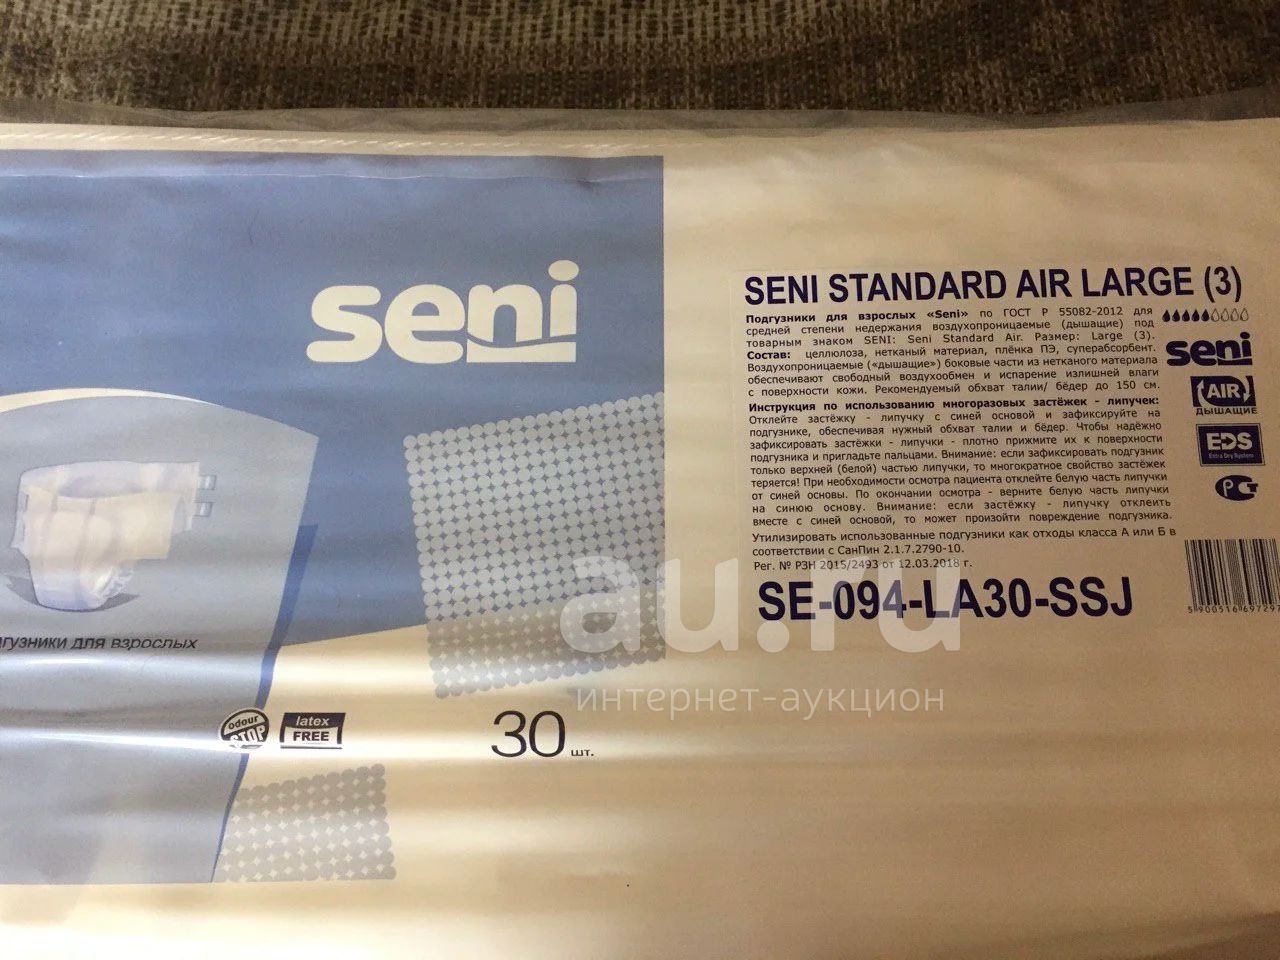 seni
подгузники для взрослых
odour STOP
latex FREE
30 шт.
SENI STANDARD AIR LARGE (3)
Подгузники для взрослых «Seni» по ГОСТ Р 55082-2012 для
средней степени недержания воздухопроницаемые (дышащие) под
товарным знаком SENI: Seni Standard Air. Размер: Large (3).
Состав: целлюлоза, нетканый материал, плёнка ПЭ, суперабсорбент.
Воздухопроницаемые («дышащие») боковые части из нетканого материала
обеспечивают свободный воздухообмен и испарение излишней влаги
с поверхности кожи. Рекомендуемый обхват талии/ бёдер до 150 см.
Инструкция по использованию многоразовых застёжек - липучек:
Отклейте застёжку - липучку с синей основой и зафиксируйте на
подгузнике, обеспечивая нужный обхват талии и бёдер. Чтобы надёжно
зафиксировать застёжки - липучки - плотно прижмите их к поверхности
подгузника и пригладьте пальцами. Внимание: если зафиксировать подгузник
только верхней (белой) частью липучки, то многократное свойство застёжек
теряется! При необходимости осмотра пациента отклейте белую часть липучки
от синей основы. По окончании осмотра - верните белую часть липучки
на синюю основу. Внимание: если застёжку - липучку отклеить
вместе с синей основой, то может произойти повреждение подгузника.
Утилизировать использованные подгузники как отходы класса А или Б в
соответствии с СанПин 2.1.7.2790-10.
Рег. № РЗН 2015/2493 от 12.03.2018 г.
SE-094-LA30-SSJ
seni
AIR
ДЫШАЩИЕ
EDS
Extra Dry System
5 900516 697297
au.ru
интернет-аукцион